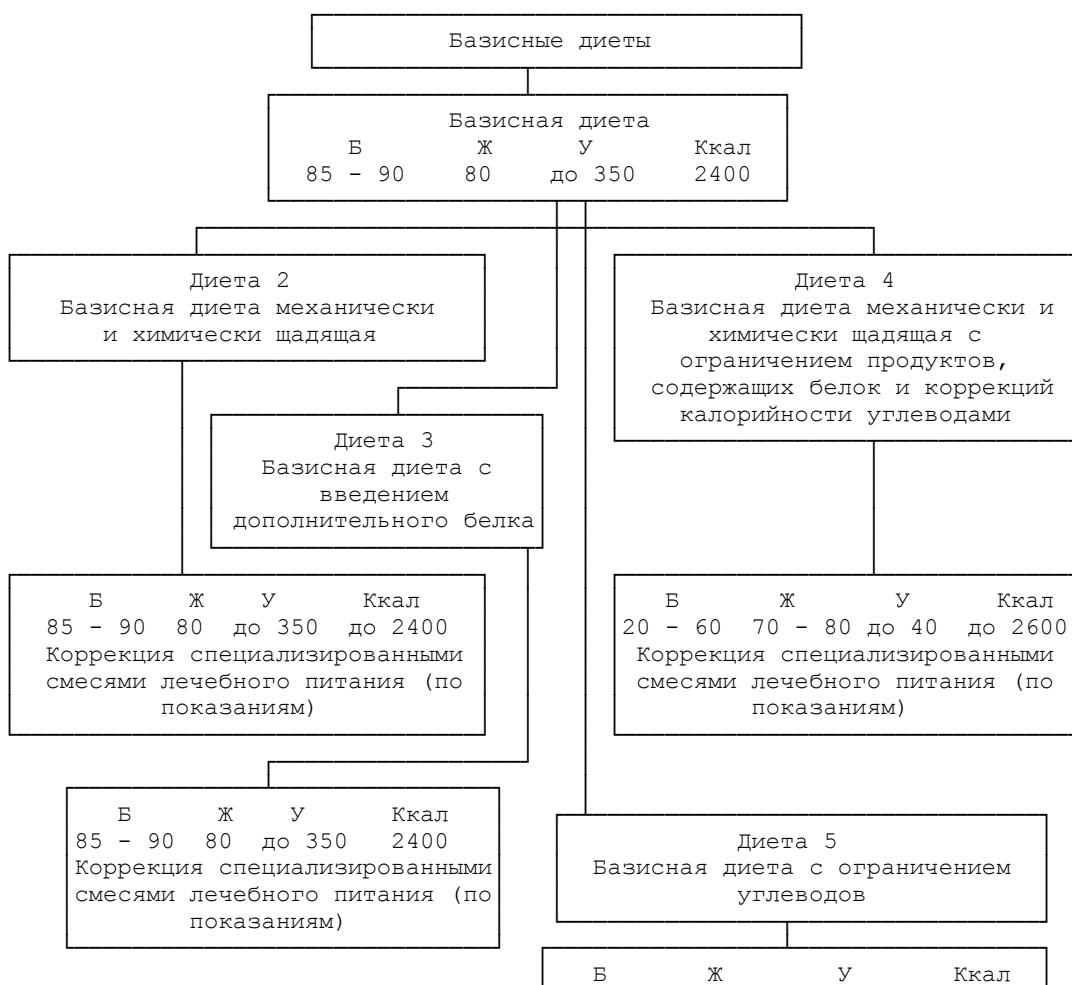 Базисные диеты
Базисная диета
Б Ж У Ккал
85 - 90 80 до 350 2400
Диета 2
Базисная диета механически
и химически щадящая
Диета 4
Базисная диета механически и
химически щадящая с
ограничением продуктов,
содержащих белок и коррекций
калорийности углеводами
Диета 3
Базисная диета с
введением
дополнительного белка
Б Ж У Ккал
85 - 90 80 до 350 до 2400
Коррекция специализированными
смесями лечебного питания (по
показаниям)
Б Ж У Ккал
20 - 60 70 - 80 до 40 до 2600
Коррекция специализированными
смесями лечебного питания (по
показаниям)
Б Ж У Ккал
85 - 90 80 до 350 2400
Коррекция специализированными
смесями лечебного питания (по
показаниям)
Диета 5
Базисная диета с ограничением
углеводов
Б Ж У Ккал